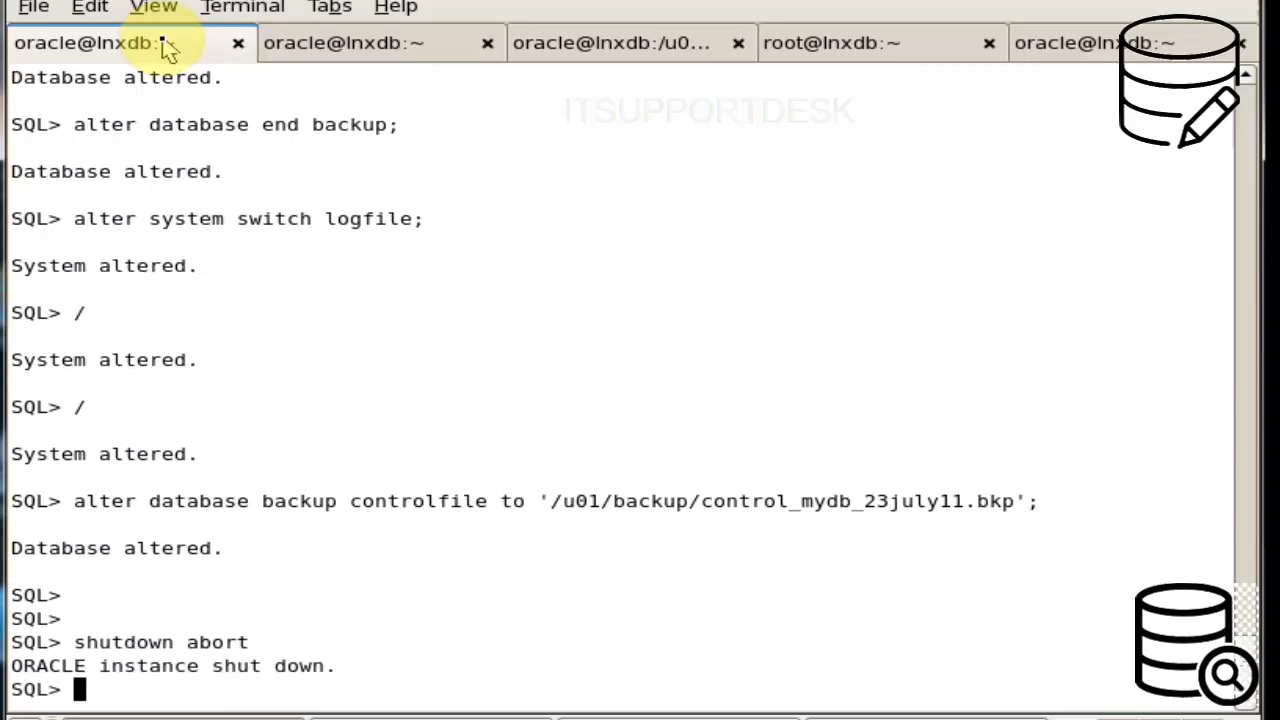 File Edit View Terminal Tabs Help
oracle@lnxdb:~ oracle@lnxdb:~ oracle@lnxdb:/u0... root@lnxdb:~ oracle@lnxdb:~
Database altered.
ITSUPPORTDESK
SQL> alter database end backup;
Database altered.
SQL> alter system switch logfile;
System altered.
SQL> /
System altered.
SQL> /
System altered.
SQL> alter database backup controlfile to '/u01/backup/control_mydb_23july11.bkp';
Database altered.
SQL>
SQL>
SQL> shutdown abort
ORACLE instance shut down.
SQL>